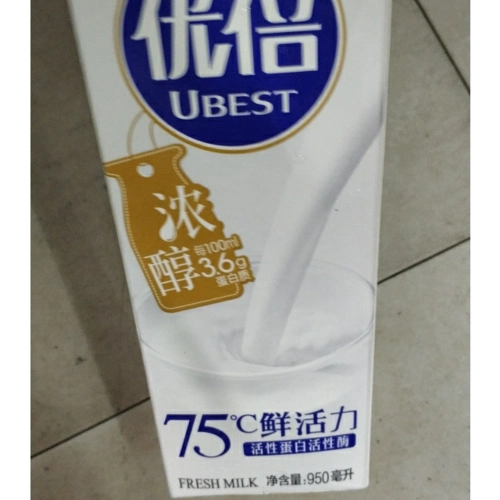 优倍
UBEST
浓醇
每100ml
3.6g
蛋白质
75℃鲜活力
活性蛋白活性酶
FRESH MILK 净含量:950毫升